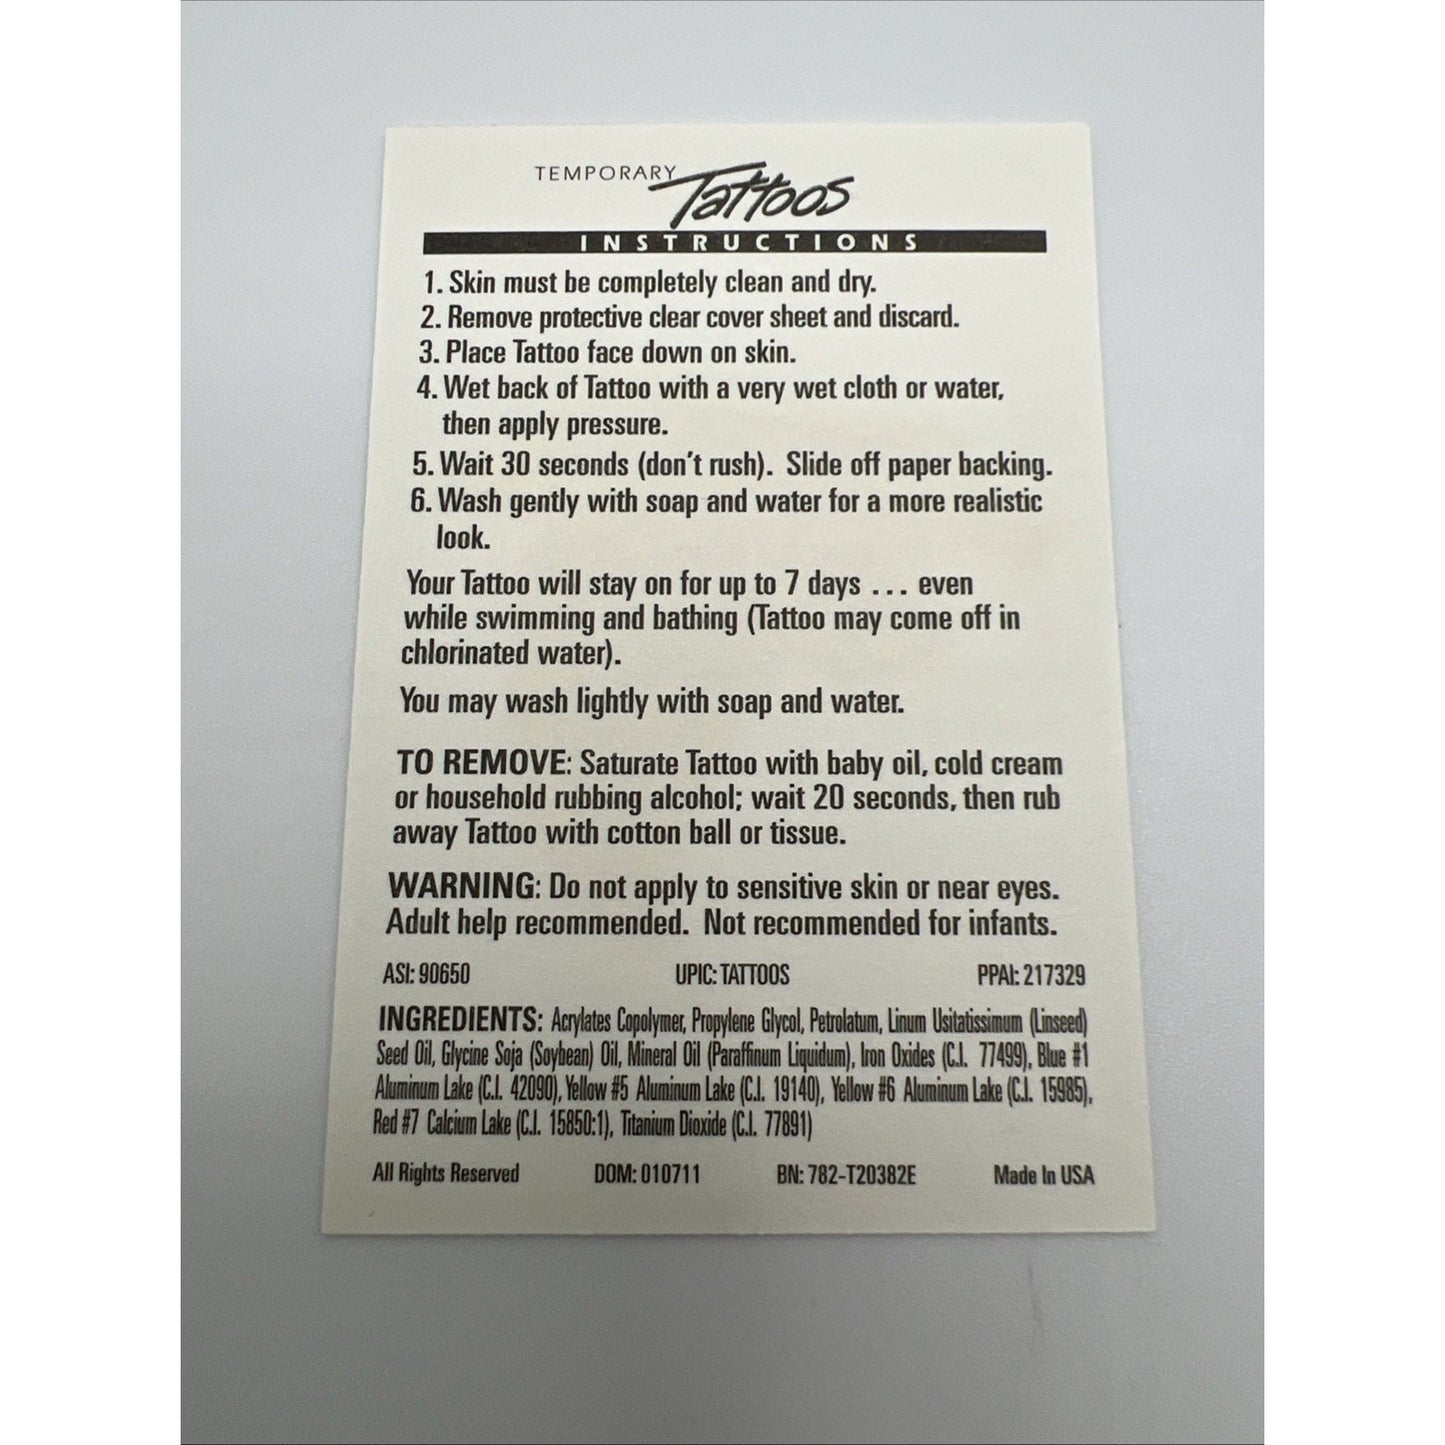 TEMPORARY Tattoos
INSTRUCTIONS
1. Skin must be completely clean and dry.
2. Remove protective clear cover sheet and discard.
3. Place Tattoo face down on skin.
4. Wet back of Tattoo with a very wet cloth or water,
then apply pressure.
5. Wait 30 seconds (don't rush).  Slide off paper backing.
6. Wash gently with soap and water for a more realistic
look.
Your Tattoo will stay on for up to 7 days ... even
while swimming and bathing (Tattoo may come off in
chlorinated water).
You may wash lightly with soap and water.
TO REMOVE: Saturate Tattoo with baby oil, cold cream
or household rubbing alcohol; wait 20 seconds, then rub
away Tattoo with cotton ball or tissue.
WARNING: Do not apply to sensitive skin or near eyes.
Adult help recommended.  Not recommended for infants.
ASI: 90650 UPIC: TATTOOS PPAI: 217329
INGREDIENTS: Acrylates Copolymer, Propylene Glycol, Petrolatum, Linum Usitatissimum (Linseed)
Seed Oil, Glycine Soja (Soybean) Oil, Mineral Oil (Paraffinum Liquidum), Iron Oxides (C.I. 77499), Blue #1
Aluminum Lake (C.I. 42090), Yellow #5 Aluminum Lake (C.I. 19140), Yellow #6 Aluminum Lake (C.I. 15985),
Red #7 Calcium Lake (C.I. 15850:1), Titanium Dioxide (C.I. 77891)
All Rights Reserved DOM: 010711 BN: 782-T20382E Made In USA